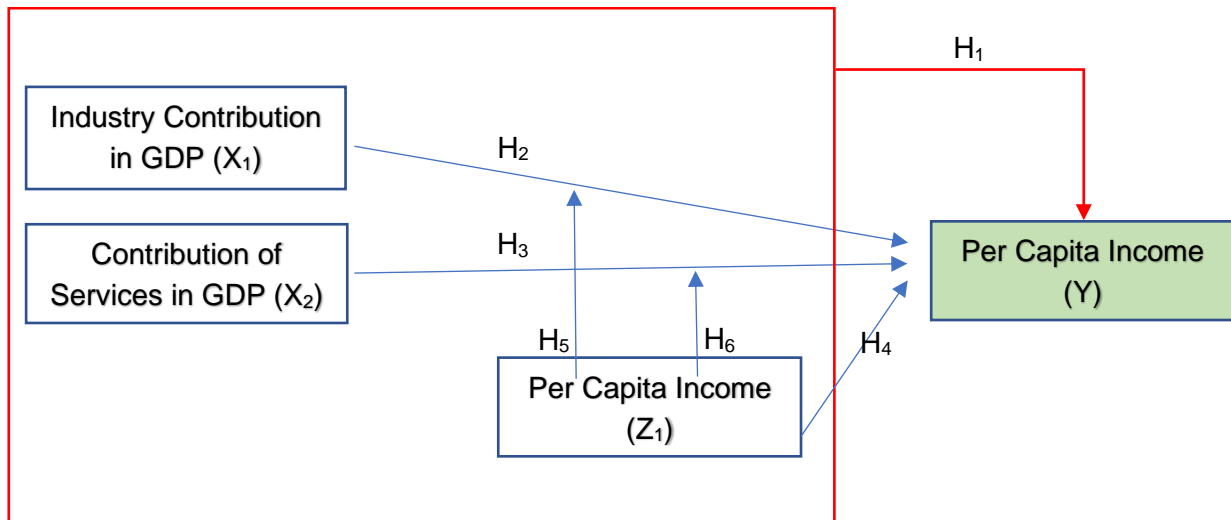 H₁
Industry Contribution
in GDP (X₁)
H₂
Contribution of
Services in GDP (X₂)
H₃
Per Capita Income
(Y)
H₅
H₆
H₄
Per Capita Income
(Z₁)